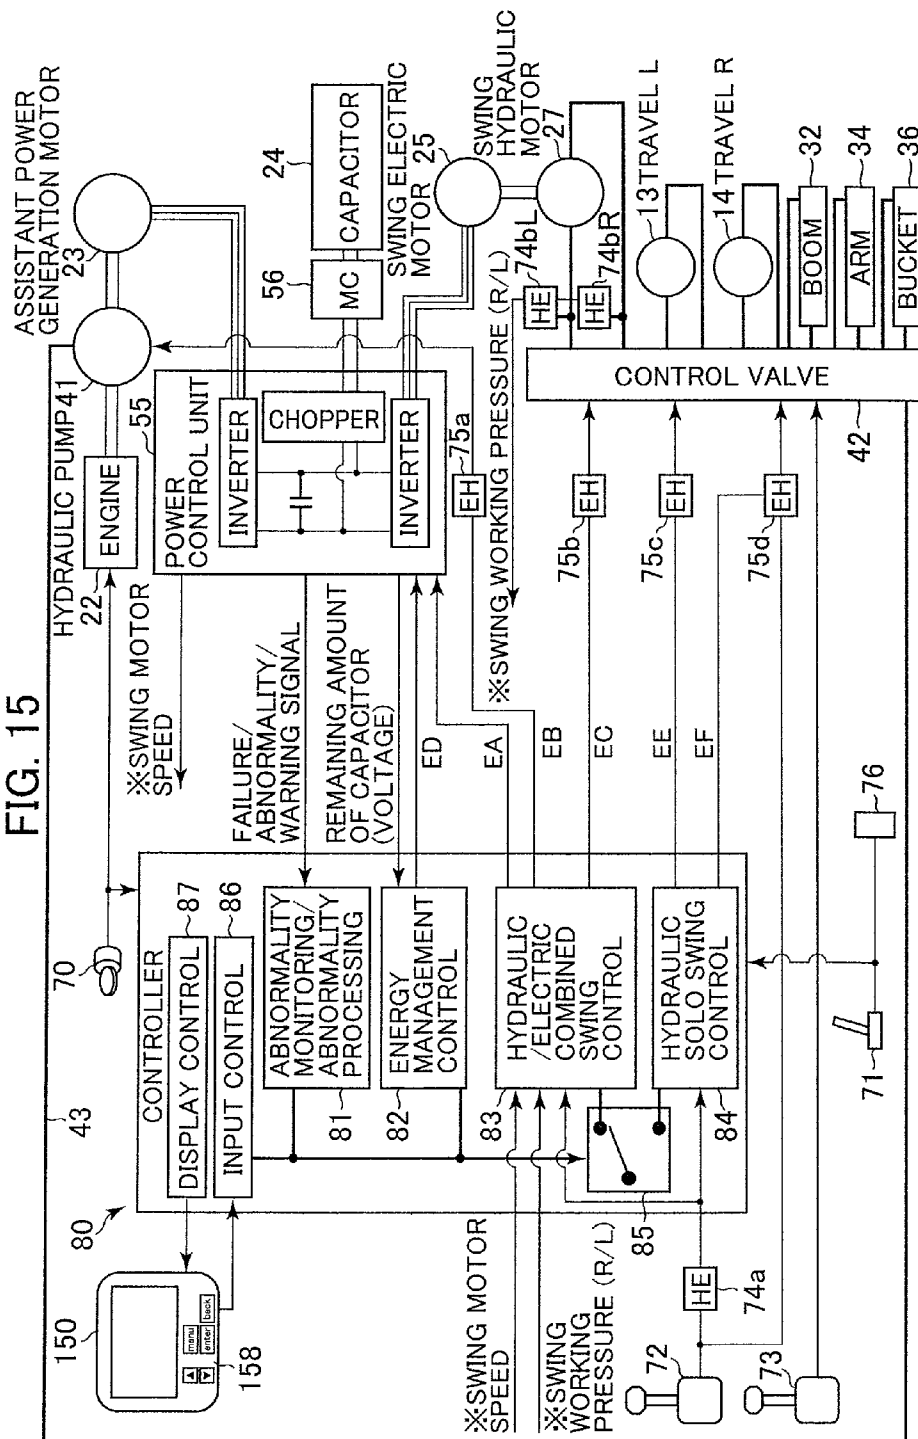 FIG. 15
ASSISTANT POWER
GENERATION MOTOR
23
HYDRAULIC PUMP41
ENGINE
22
43
70
※SWING MOTOR
SPEED
55
POWER
CONTROL UNIT
INVERTER
CHOPPER
INVERTER
56
MC
24
CAPACITOR
SWING ELECTRIC
MOTOR
25
SWING
HYDRAULIC
MOTOR
27
FAILURE/
ABNORMALITY/
WARNING SIGNAL
REMAINING AMOUNT
OF CAPACITOR
(VOLTAGE)
ED
EA
EB
EC
EE
EF
EH
75a
※SWING WORKING PRESSURE (R/L)
HE
74bL
HE
74bR
13 TRAVEL L
14 TRAVEL R
BOOM
32
ARM
34
BUCKET
36
CONTROL VALVE
42
75b
EH
75c
EH
75d
EH
80
CONTROLLER
DISPLAY CONTROL
87
INPUT CONTROL
86
ABNORMALITY
MONITORING/
ABNORMALITY
PROCESSING
81
ENERGY
MANAGEMENT
CONTROL
82
HYDRAULIC
/ELECTRIC
COMBINED
SWING
CONTROL
83
HYDRAULIC
SOLO SWING
CONTROL
84
85
150
manu
enter
back
▲
▼
158
※SWING MOTOR
SPEED
※SWING
WORKING
PRESSURE (R/L)
HE
74a
72
73
71
76